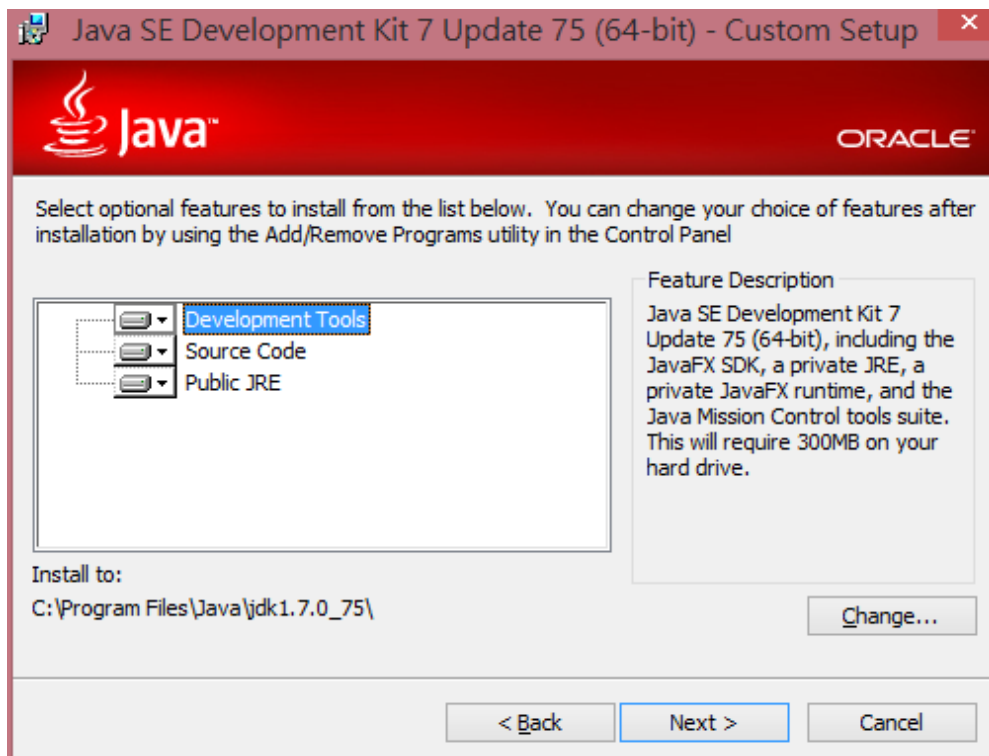 Java SE Development Kit 7 Update 75 (64-bit) - Custom Setup
Java™
ORACLE®
Select optional features to install from the list below. You can change your choice of features after
installation by using the Add/Remove Programs utility in the Control Panel
Development Tools
Source Code
Public JRE
Feature Description
Java SE Development Kit 7
Update 75 (64-bit), including the
JavaFX SDK, a private JRE, a
private JavaFX runtime, and the
Java Mission Control tools suite.
This will require 300MB on your
hard drive.
Install to:
C:\Program Files\Java\jdk1.7.0_75\
Change...
< Back
Next >
Cancel